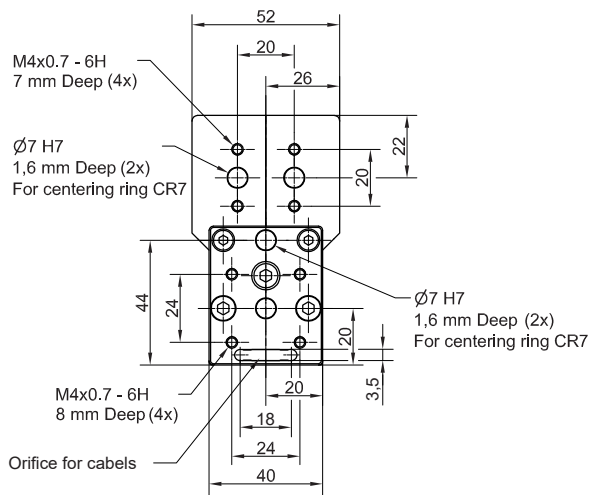 52
20
26
M4x0.7 - 6H
7 mm Deep (4x)
Ø7 H7
1,6 mm Deep (2x)
For centering ring CR7
22
20
44
24
Ø7 H7
1,6 mm Deep (2x)
For centering ring CR7
20
3,5
M4x0.7 - 6H
8 mm Deep (4x)
20
18
24
Orifice for cabels
40